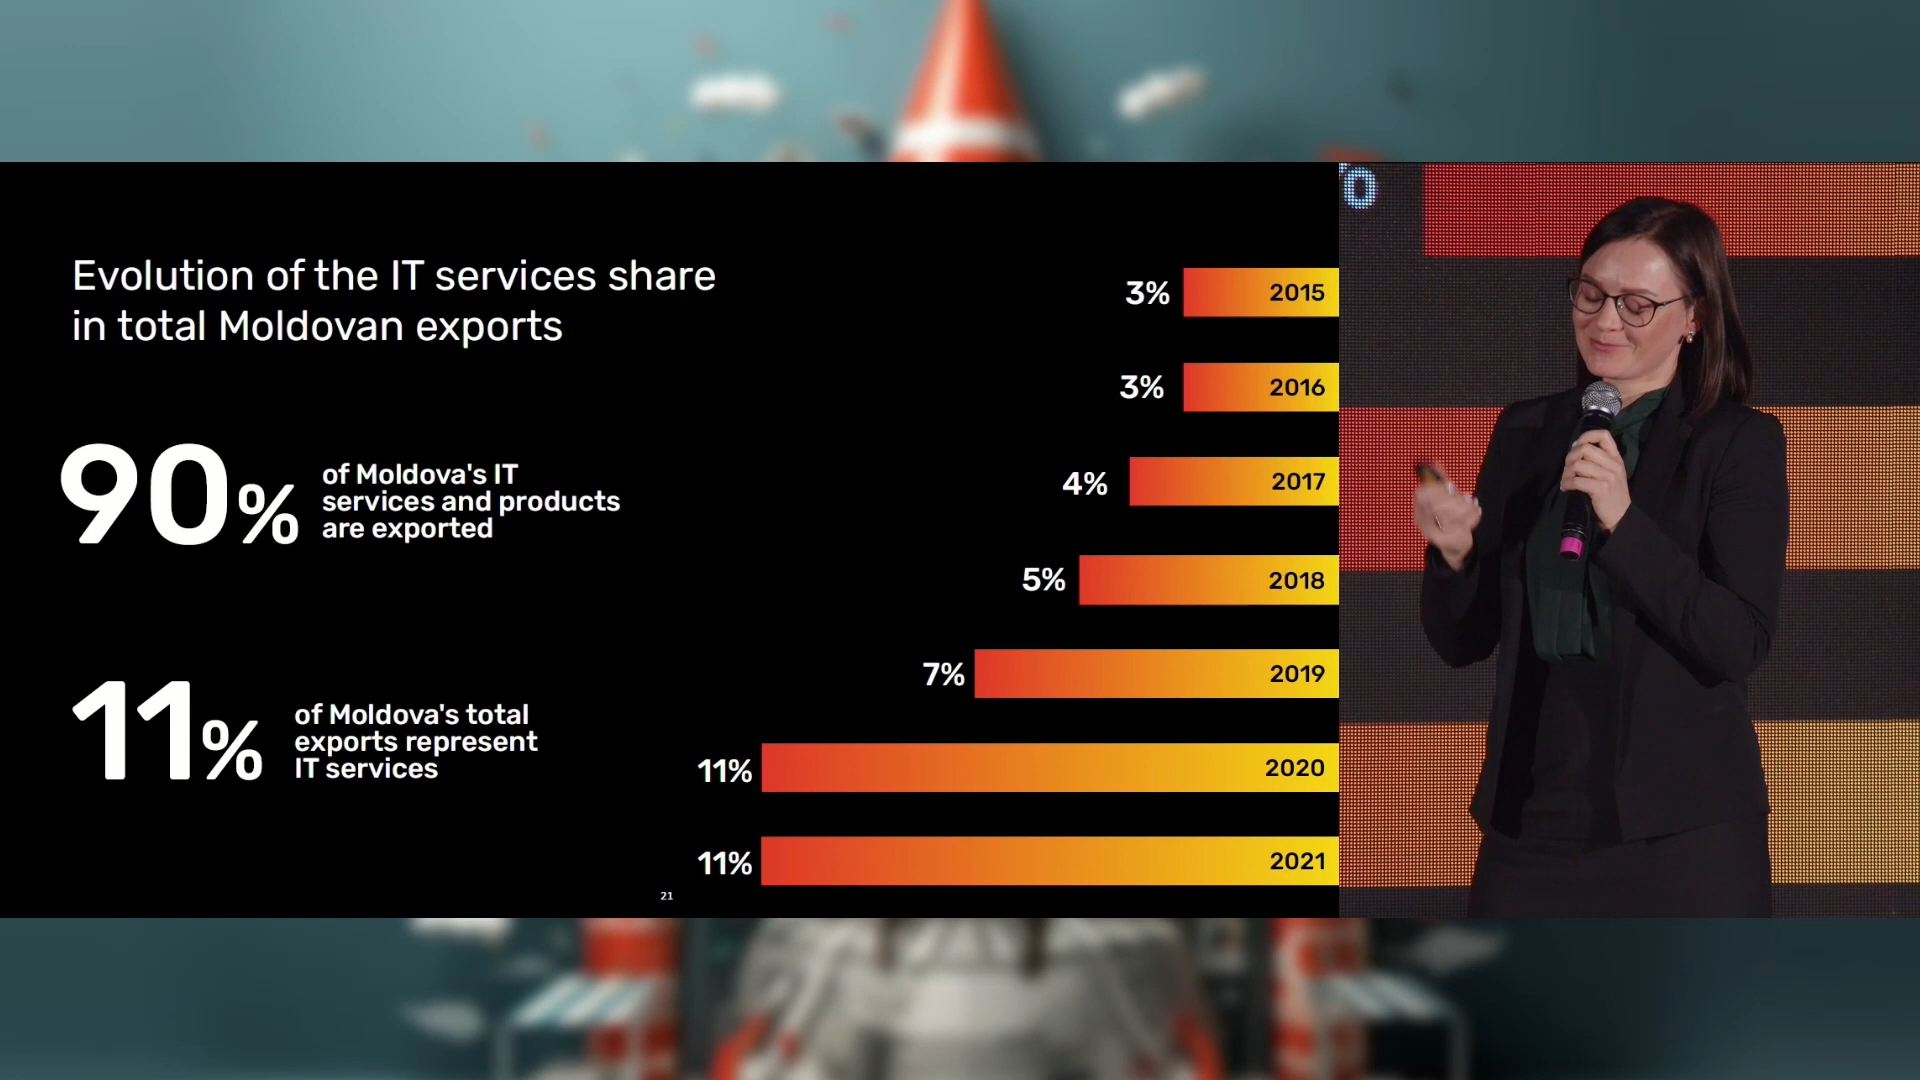 Evolution of the IT services share
in total Moldovan exports
90%
of Moldova's IT
services and products
are exported
11%
of Moldova's total
exports represent
IT services
3% 2015
3% 2016
4% 2017
5% 2018
7% 2019
11% 2020
11% 2021
21